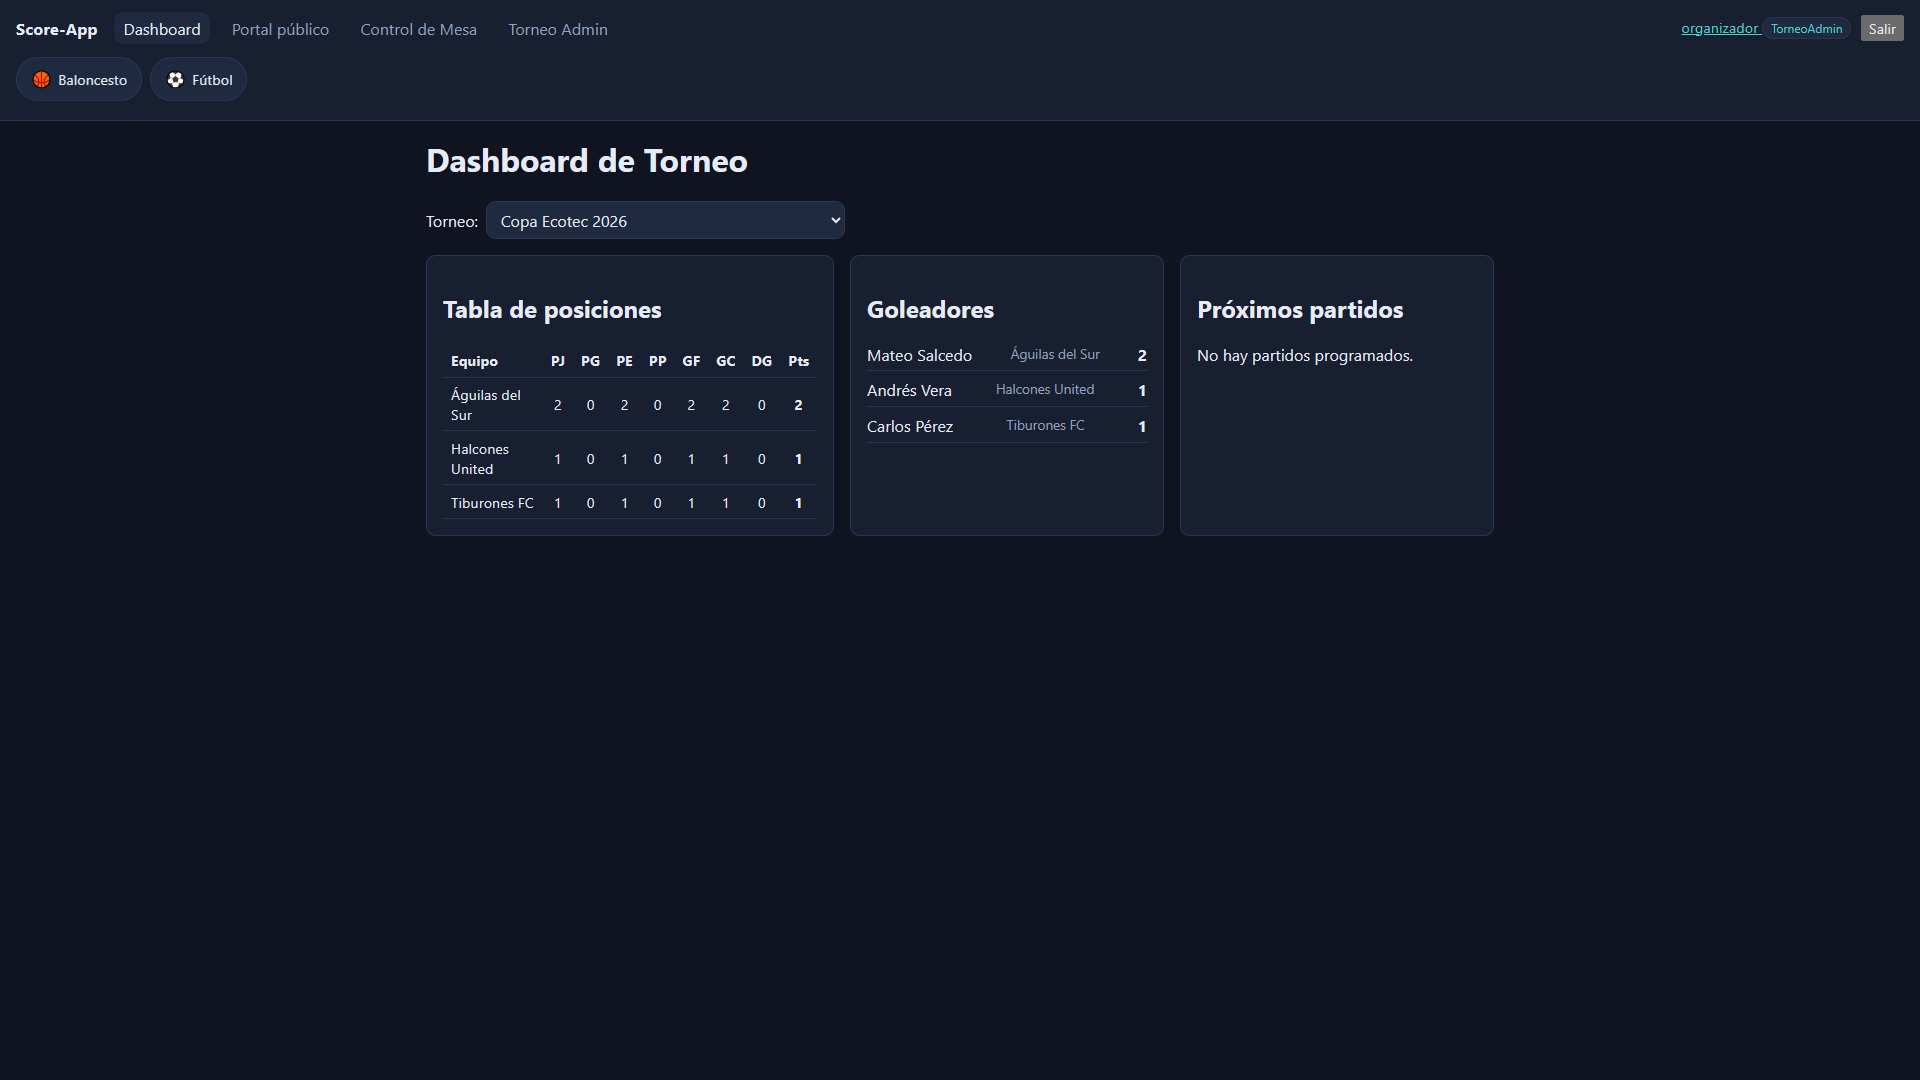 Score-App Dashboard Portal público Control de Mesa Torneo Admin organizador TorneoAdmin Salir
Baloncesto Fútbol
Dashboard de Torneo
Torneo: Copa Ecotec 2026
Tabla de posiciones
Equipo PJ PG PE PP GF GC DG Pts
Águilas del
Sur 2 0 2 0 2 2 0 2
Halcones
United 1 0 1 0 1 1 0 1
Tiburones FC 1 0 1 0 1 1 0 1
Goleadores
Mateo Salcedo Águilas del Sur 2
Andrés Vera Halcones United 1
Carlos Pérez Tiburones FC 1
Próximos partidos
No hay partidos programados.